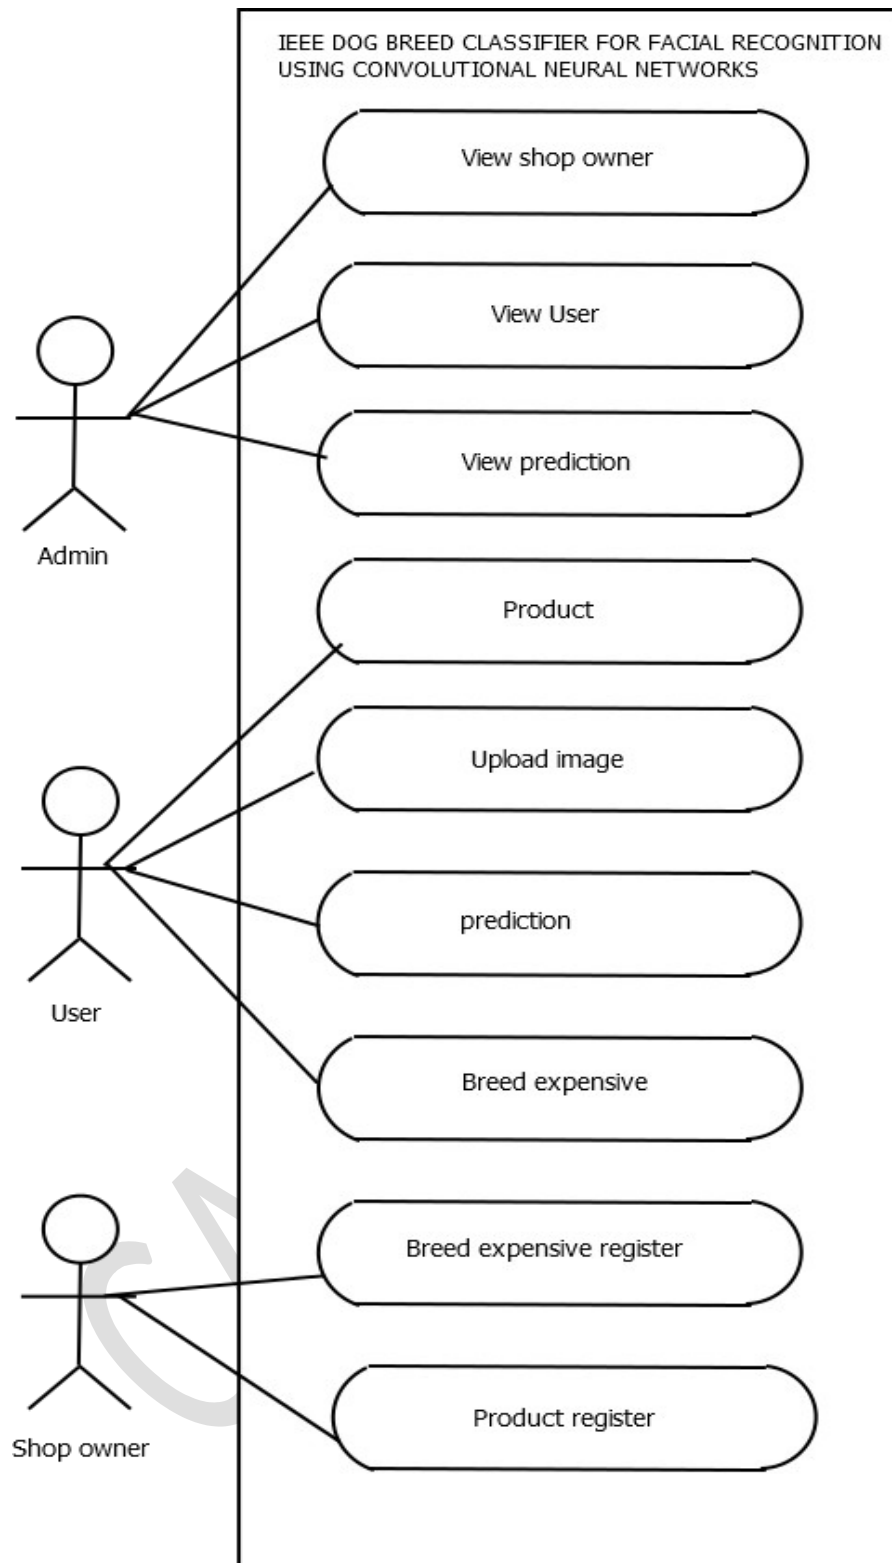 IEEE DOG BREED CLASSIFIER FOR FACIAL RECOGNITION
USING CONVOLUTIONAL NEURAL NETWORKS
View shop owner
View User
View prediction
Admin
Product
Upload image
prediction
User
Breed expensive
Breed expensive register
Product register
Shop owner